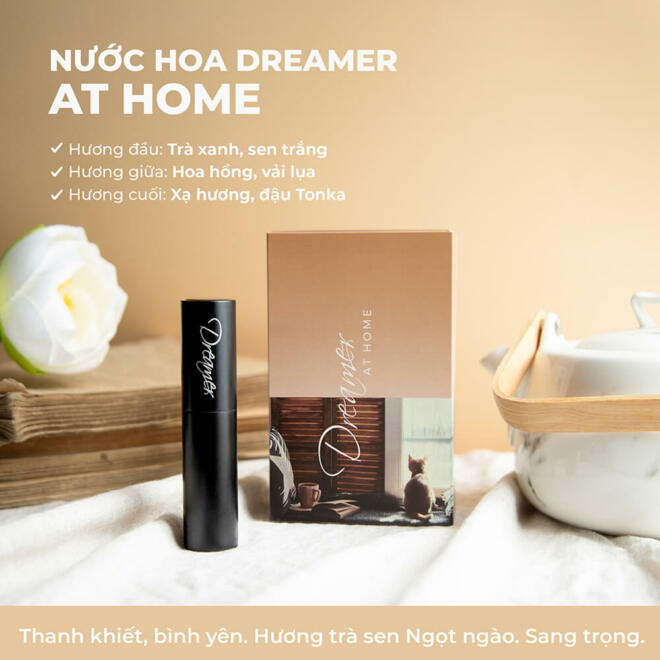 NƯỚC HOA DREAMER
AT HOME
Hương đầu: Trà xanh, sen trắng
Hương giữa: Hoa hồng, vải lụa
Hương cuối: Xạ hương, đậu Tonka
Dreamer
Dreamer
AT HOME
Thanh khiết, bình yên. Hương trà sen Ngọt ngào. Sang trọng.